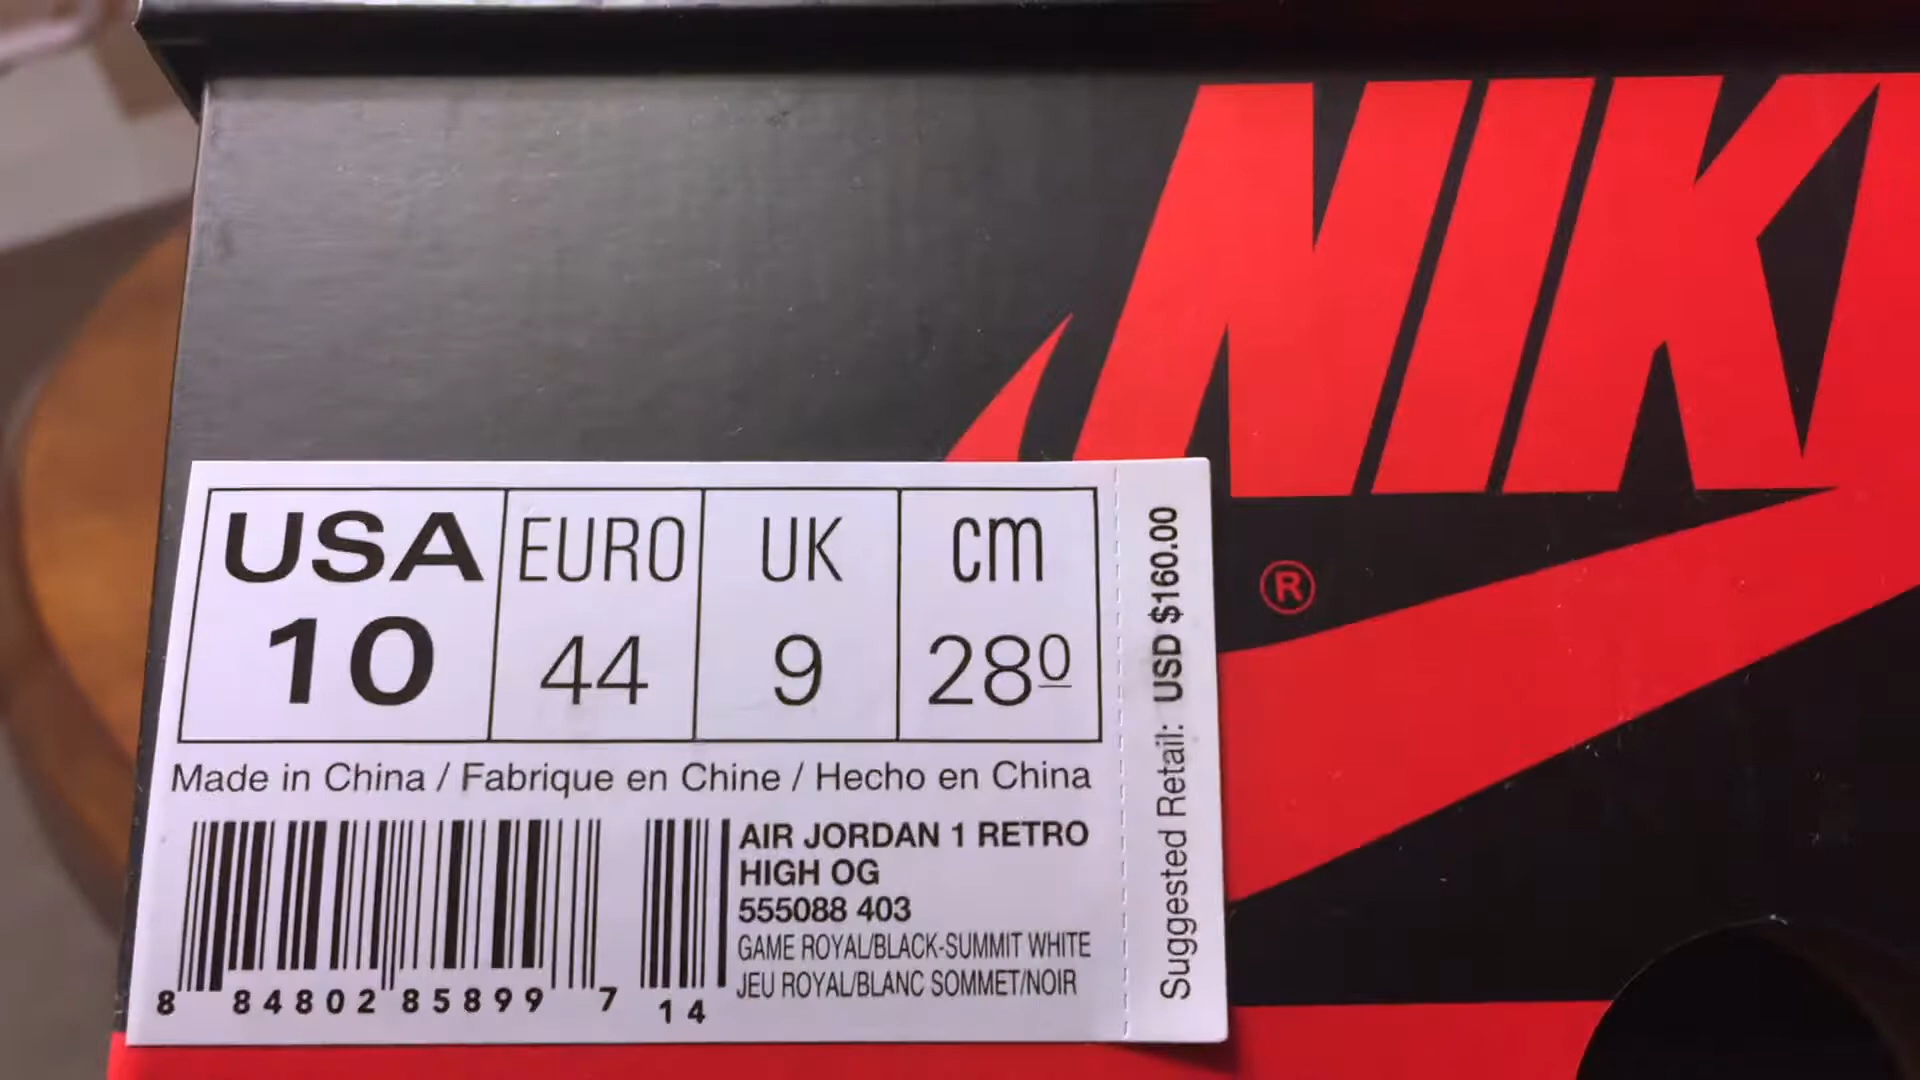 NIK
®
USA EURO UK cm
10 44 9 280
Made in China / Fabrique en Chine / Hecho en China
AIR JORDAN 1 RETRO
HIGH OG
555088 403
GAME ROYAL/BLACK-SUMMIT WHITE
JEU ROYAL/BLANC SOMMET/NOIR
8 84802 85899 7 14
Suggested Retail: USD $160.00